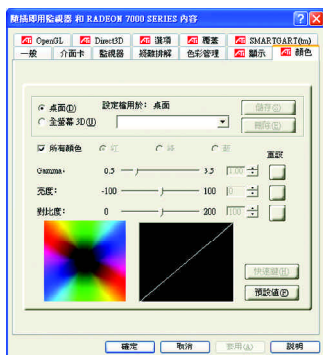 隨插即用監視器 和 RADEON 7000 SERIES 內容
OpenGL Direct3D 選項 覆蓋 SMARTGART(tm)
一般 介面卡 監視器 疑難排解 色彩管理 顯示 顏色
桌面(D) 設定檔用於: 桌面 儲存(S)
全螢幕 3D(U) 刪除(E)
所有顏色 紅 綠 藍
重設
Gamma: 0.5 3.5 1.00
亮度: -100 100 0
對比度: 0 200 100
快速鍵(H)
預設值(F)
確定 取消 套用(A) 說明